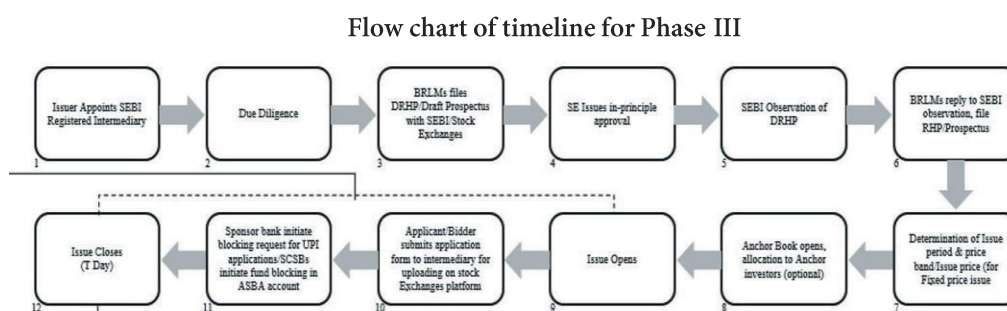 Flow chart of timeline for Phase III
Issuer Appoints SEBI
Registered Intermediary
1
Due Diligence
2
BRLMs files
DRHP/Draft Prospectus
with SEBI/Stock
Exchanges
3
SE Issues in-principle
approval
4
SEBI Observation of
DRHP
5
BRLMs reply to SEBI
observation, file
RHP/Prospectus
6
Determination of Issue
period & price
band/Issue price (for
Fixed price issue
7
Anchor Book opens,
allocation to Anchor
investors (optional)
8
Issue Opens
9
Applicant/Bidder
submits application
form to intermediary for
uploading on stock
Exchanges platform
10
Sponsor bank initiate
blocking request for UPI
applications/SCSBs
initiate fund blocking in
ASBA account
11
Issue Closes
(T Day)
12